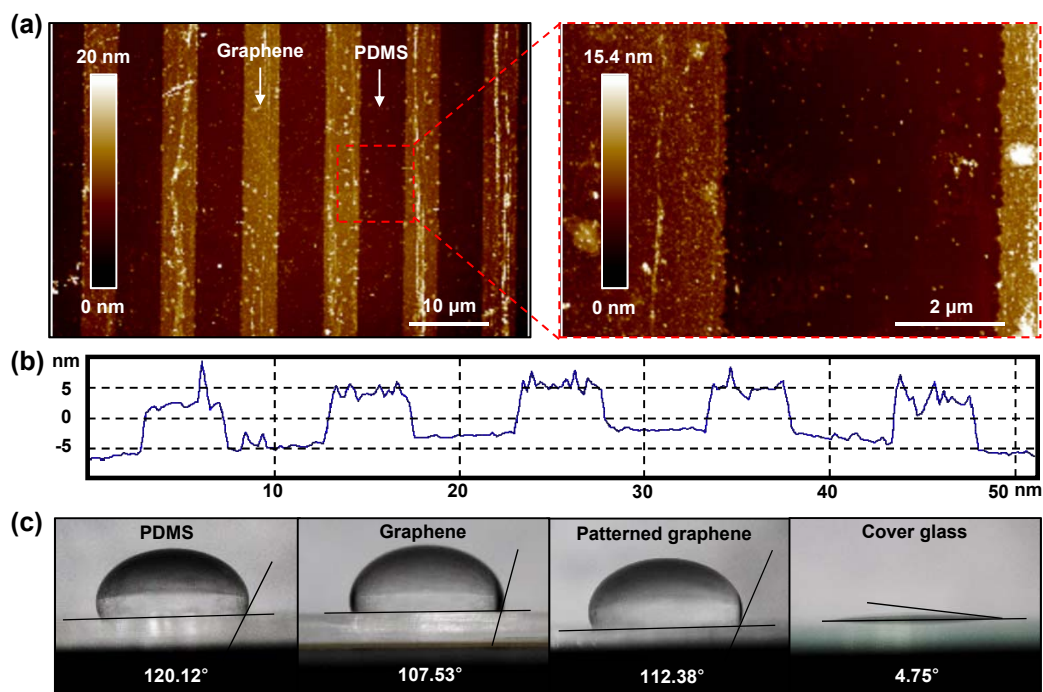 (a)
20 nm
Graphene
PDMS
0 nm
10 µm
15.4 nm
0 nm
2 µm
(b)
nm
5
0
-5
10
20
30
40
50
nm
(c)
PDMS
Graphene
Patterned graphene
Cover glass
120.12°
107.53°
112.38°
4.75°